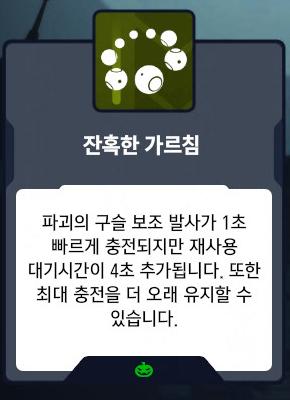 잔혹한 가르침
파괴의 구슬 보조 발사가 1초
빠르게 충전되지만 재사용
대기시간이 4초 추가됩니다. 또한
최대 충전을 더 오래 유지할 수
있습니다.